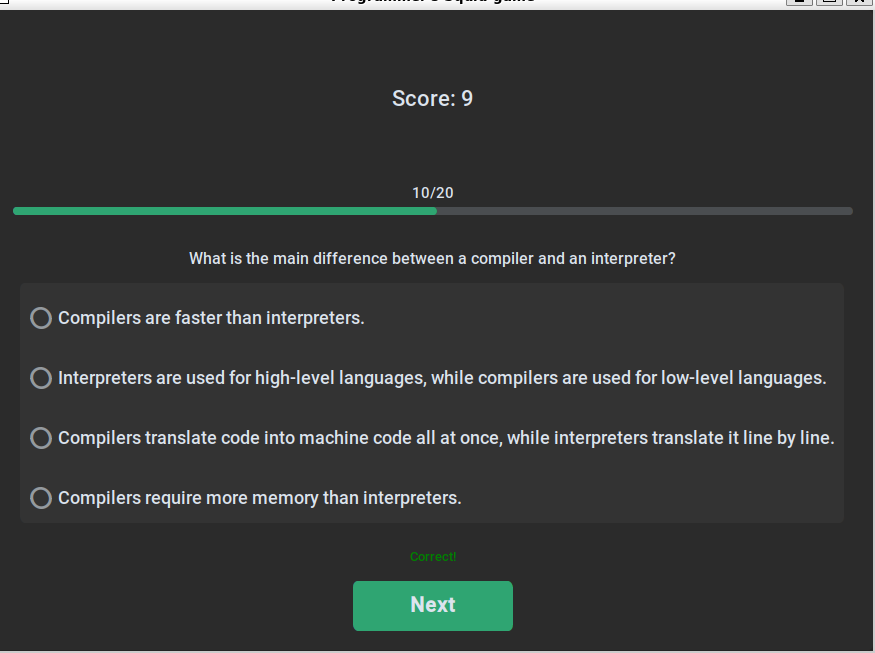 Score: 9
10/20
What is the main difference between a compiler and an interpreter?
Compilers are faster than interpreters.
Interpreters are used for high-level languages, while compilers are used for low-level languages.
Compilers translate code into machine code all at once, while interpreters translate it line by line.
Compilers require more memory than interpreters.
Correct!
Next